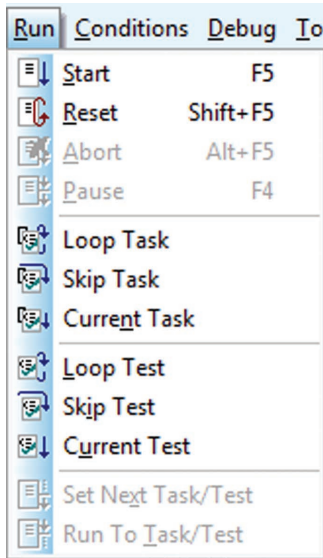 Run Conditions Debug To
Start F5
Reset Shift+F5
Abort Alt+F5
Pause F4
Loop Task
Skip Task
Current Task
Loop Test
Skip Test
Current Test
Set Next Task/Test
Run To Task/Test